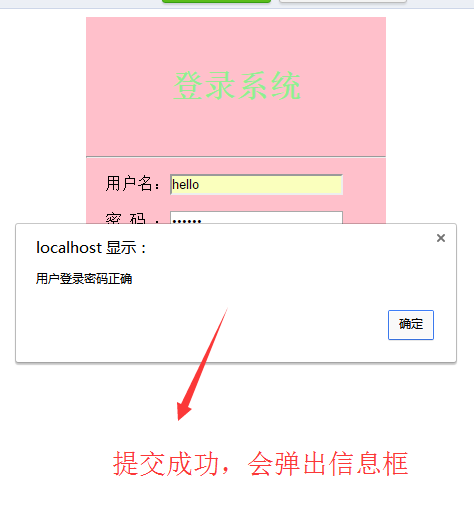 登录系统
用户名：hello
密 码 ：••••••
localhost 显示：
×
用户登录密码正确
确定
提交成功，会弹出信息框